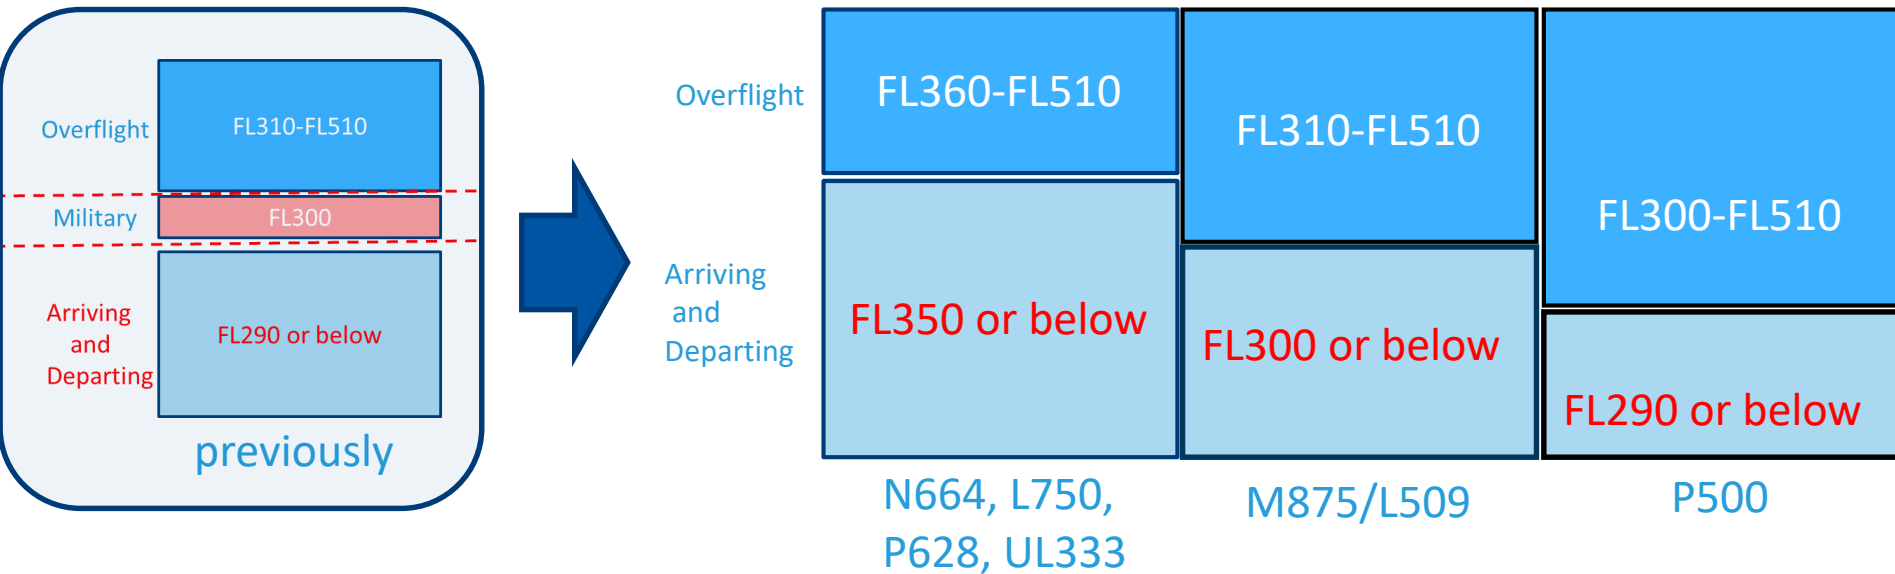 Overflight
FL310-FL510
Military
FL300
Arriving
and
Departing
FL290 or below
previously
Overflight
FL360-FL510
FL310-FL510
FL300-FL510
Arriving
and
Departing
FL350 or below
FL300 or below
FL290 or below
N664, L750,
P628, UL333
M875/L509
P500